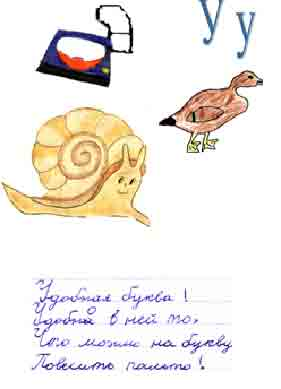 У у
Удобная буква!
Удобно в ней то,
Что можно на букву
Повесить пальто!